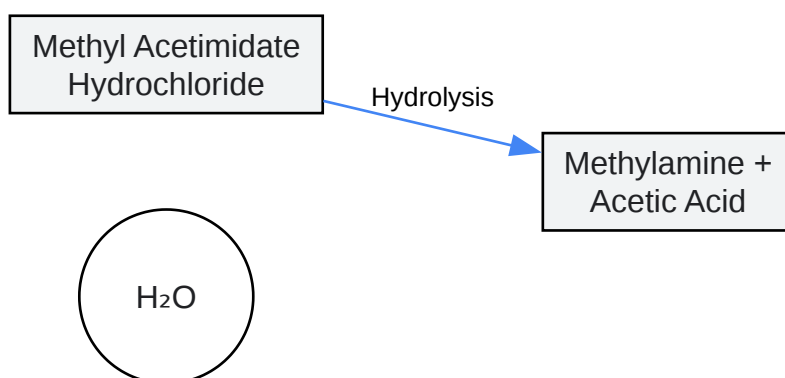 Methyl Acetimidate
Hydrochloride
Hydrolysis
Methylamine +
Acetic Acid
H₂O